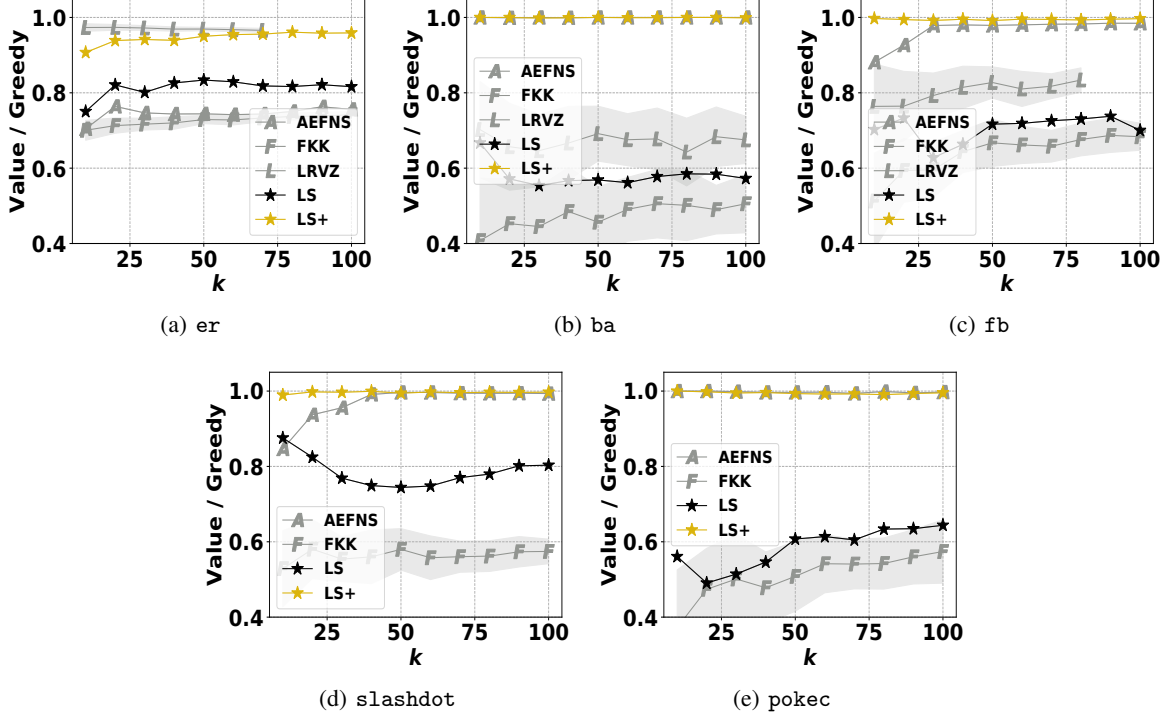 1.0
0.8
0.6
0.4
Value / Greedy
25 50 75 100
k
A AEFNS
F FKK
L LRVZ
LS
LS+
(a) er
1.0
0.8
0.6
0.4
Value / Greedy
25 50 75 100
k
A AEFNS
F FKK
L LRVZ
LS
LS+
(b) ba
1.0
0.8
0.6
0.4
Value / Greedy
25 50 75 100
k
A AEFNS
F FKK
L LRVZ
LS
LS+
(c) fb
1.0
0.8
0.6
0.4
Value / Greedy
25 50 75 100
k
A AEFNS
F FKK
LS
LS+
(d) slashdot
1.0
0.8
0.6
0.4
Value / Greedy
25 50 75 100
k
A AEFNS
F FKK
LS
LS+
(e) pokec